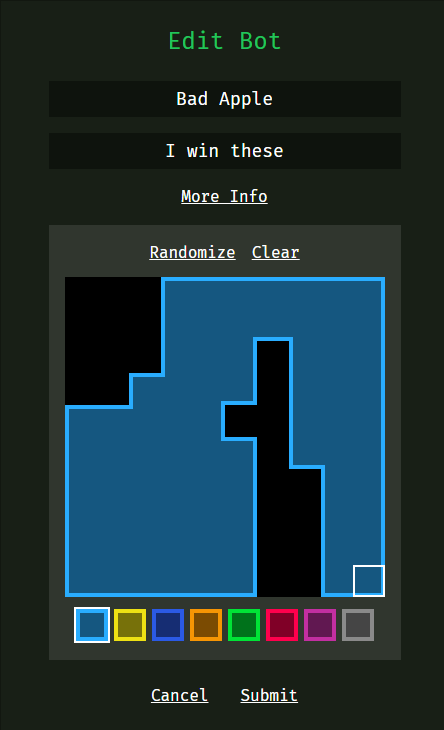 Edit Bot
Bad Apple
I win these
More Info
Randomize Clear
Cancel Submit